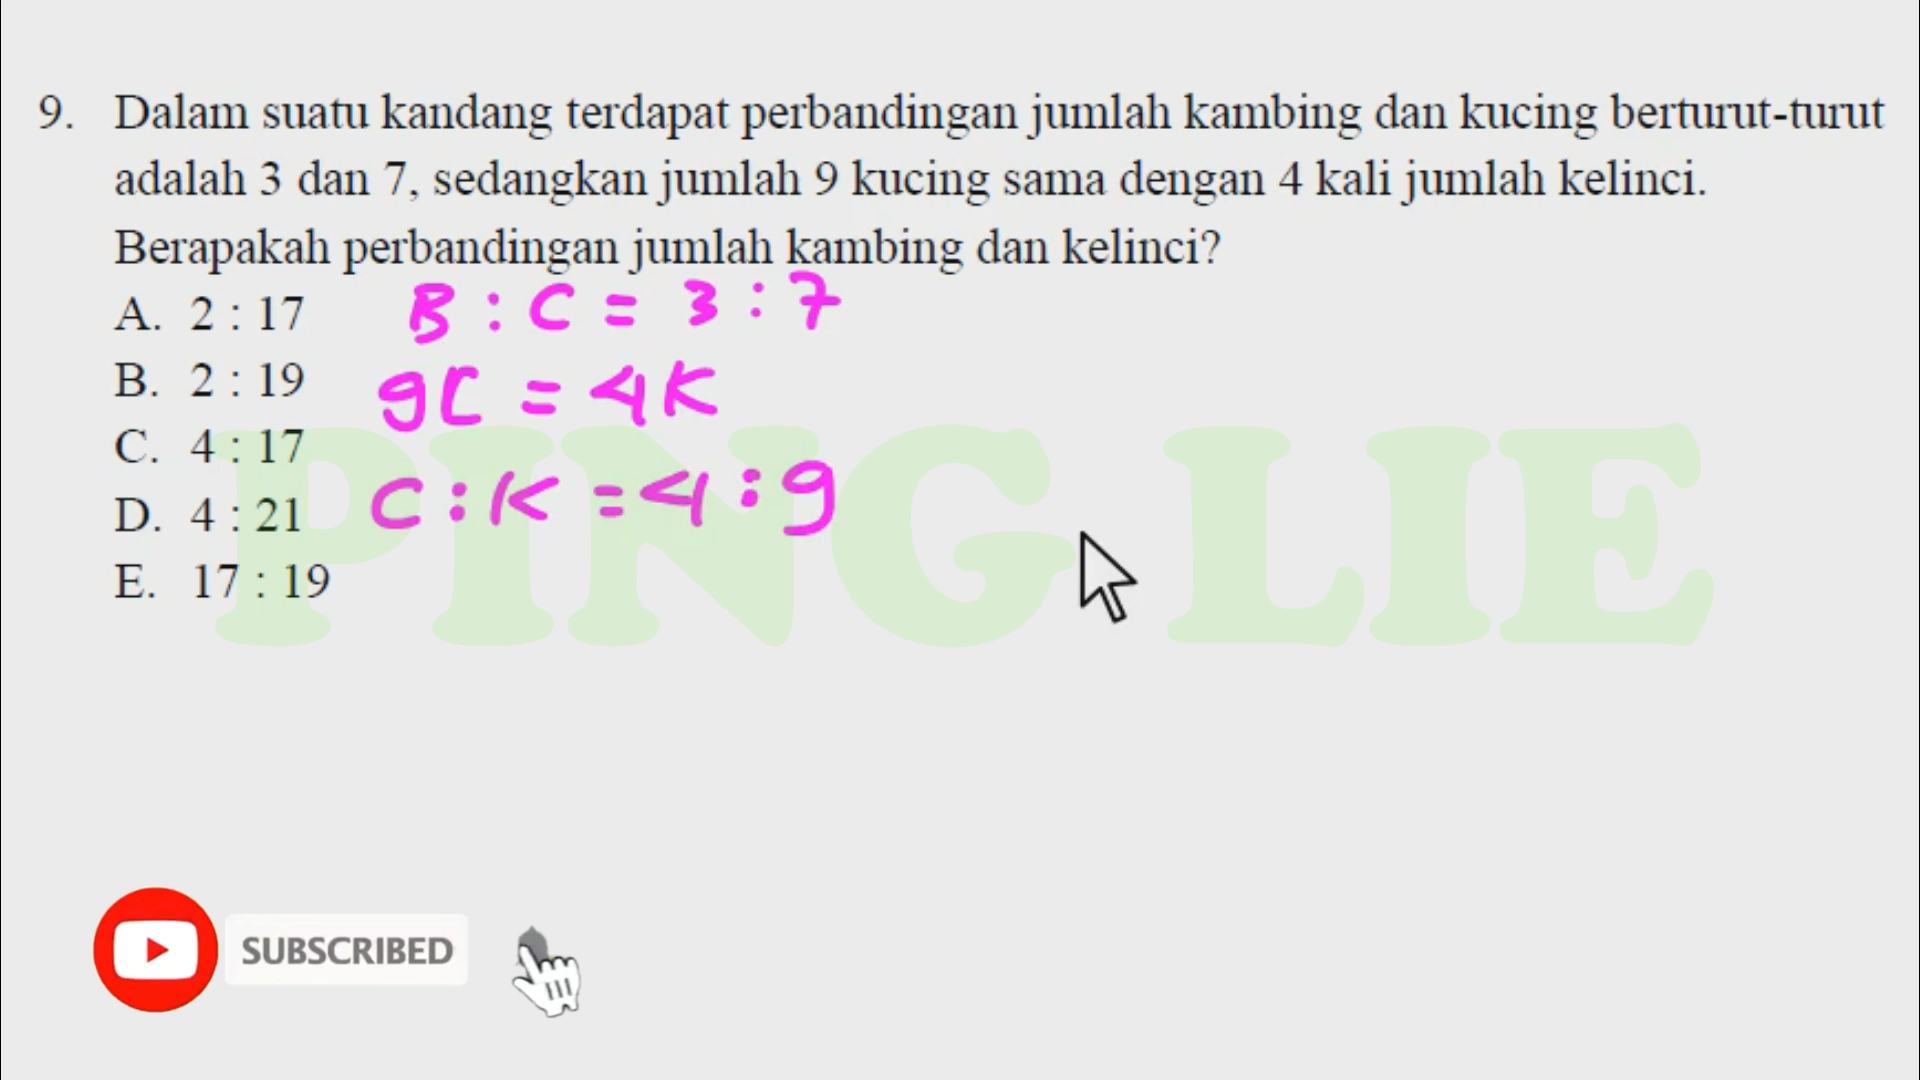 9. Dalam suatu kandang terdapat perbandingan jumlah kambing dan kucing berturut-turut
adalah 3 dan 7, sedangkan jumlah 9 kucing sama dengan 4 kali jumlah kelinci.
Berapakah perbandingan jumlah kambing dan kelinci?
A. 2 : 17
B. 2 : 19
C. 4 : 17
D. 4 : 21
E. 17 : 19
B : C = 3 : 7
9C = 4K
C : K = 4 : 9
PING LIE
SUBSCRIBED